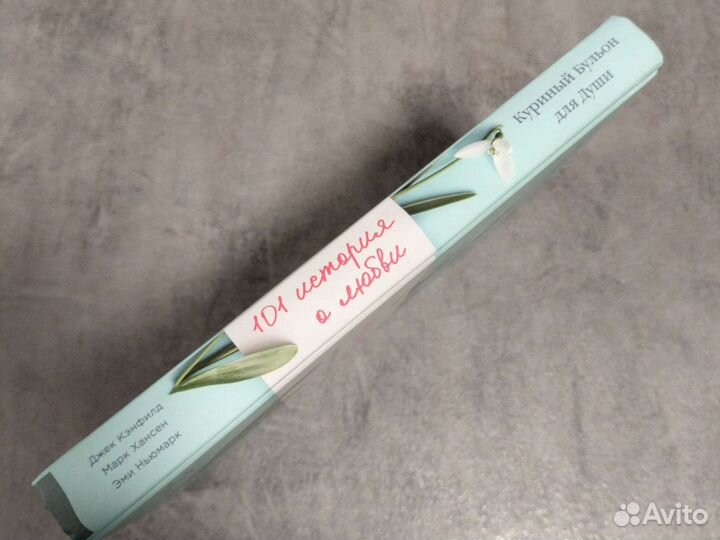 Куриный Бульон
для Души
101 история
о любви
Джек Кэнфилд
Марк Хансен
Эми Ньюмарк
Avito